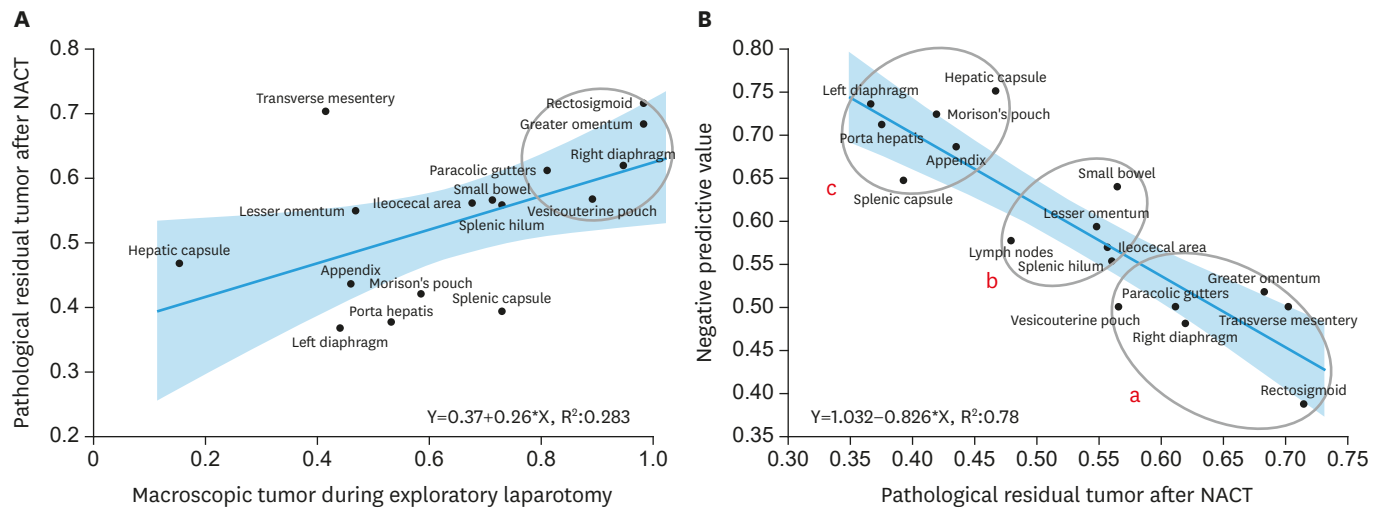 A
Pathological residual tumor after NACT
0.8
0.7
0.6
0.5
0.4
0.3
0.2
0
0.2
0.4
0.6
0.8
1.0
Macroscopic tumor during exploratory laparotomy
Transverse mesentery
Rectosigmoid
Greater omentum
Right diaphragm
Paracolic gutters
Small bowel
Ileocecal area
Vesicouterine pouch
Lesser omentum
Splenic hilum
Hepatic capsule
Appendix
Morison's pouch
Splenic capsule
Porta hepatis
Left diaphragm
Y=0.37+0.26*X, R²:0.283
B
Negative predictive value
0.80
0.75
0.70
0.65
0.60
0.55
0.50
0.45
0.40
0.35
0.30
0.35
0.40
0.45
0.50
0.55
0.60
0.65
0.70
0.75
Pathological residual tumor after NACT
Hepatic capsule
Left diaphragm
Morison's pouch
Porta hepatis
Appendix
c
Splenic capsule
Small bowel
Lesser omentum
Lymph nodes
Ileocecal area
Splenic hilum
b
Greater omentum
Paracolic gutters
Vesicouterine pouch
Transverse mesentery
Right diaphragm
a
Rectosigmoid
Y=1.032–0.826*X, R²:0.78